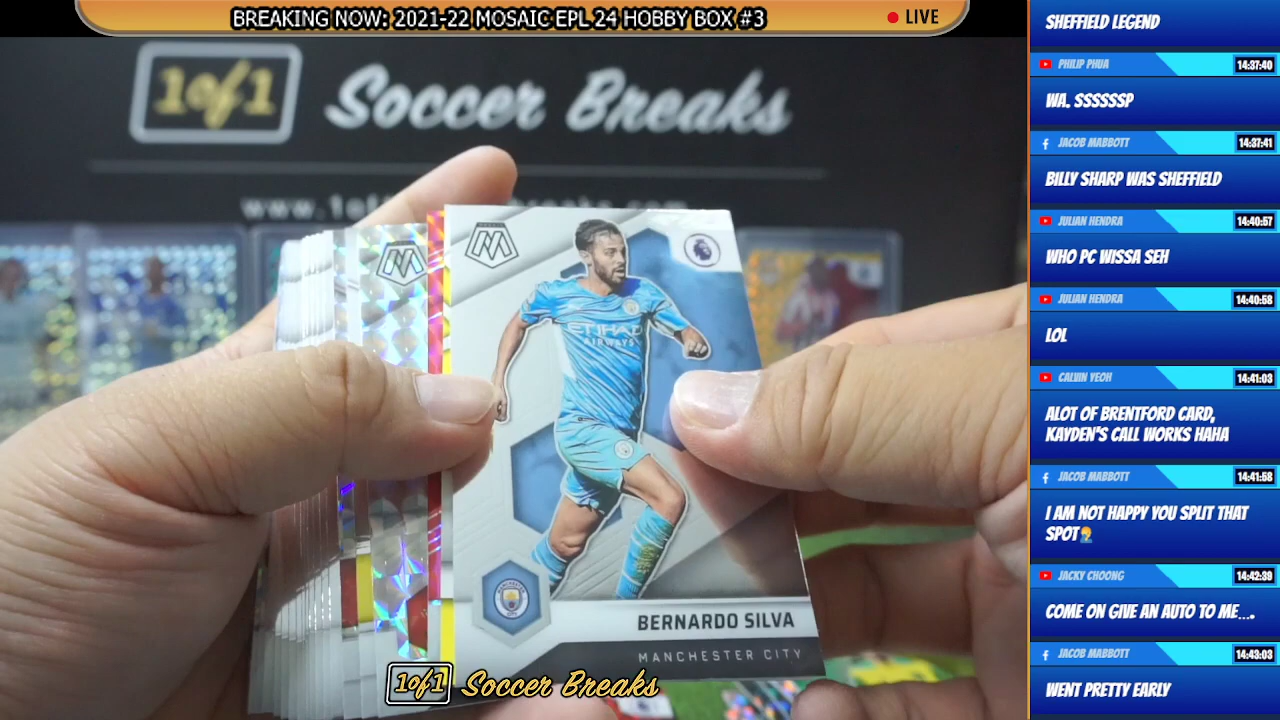 BREAKING NOW: 2021-22 MOSAIC EPL 24 HOBBY BOX #3
LIVE
1of1
Soccer Breaks
ETIHAD
AIRWAYS
BERNARDO SILVA
MANCHESTER CITY
1of1
Soccer Breaks
SHEFFIELD LEGEND
PHILIP PHUA
14:37:40
WA. SSSSSSP
JACOB MABBOTT
14:37:41
BILLY SHARP WAS SHEFFIELD
JULIAN HENDRA
14:40:57
WHO PC WISSA SEH
JULIAN HENDRA
14:40:58
LOL
CALVIN YEOH
14:41:03
ALOT OF BRENTFORD CARD,
KAYDEN'S CALL WORKS HAHA
JACOB MABBOTT
14:41:58
I AM NOT HAPPY YOU SPLIT THAT
SPOT🤦‍♂️
JACKY CHOONG
14:42:39
COME ON GIVE AN AUTO TO ME....
JACOB MABBOTT
14:43:03
WENT PRETTY EARLY